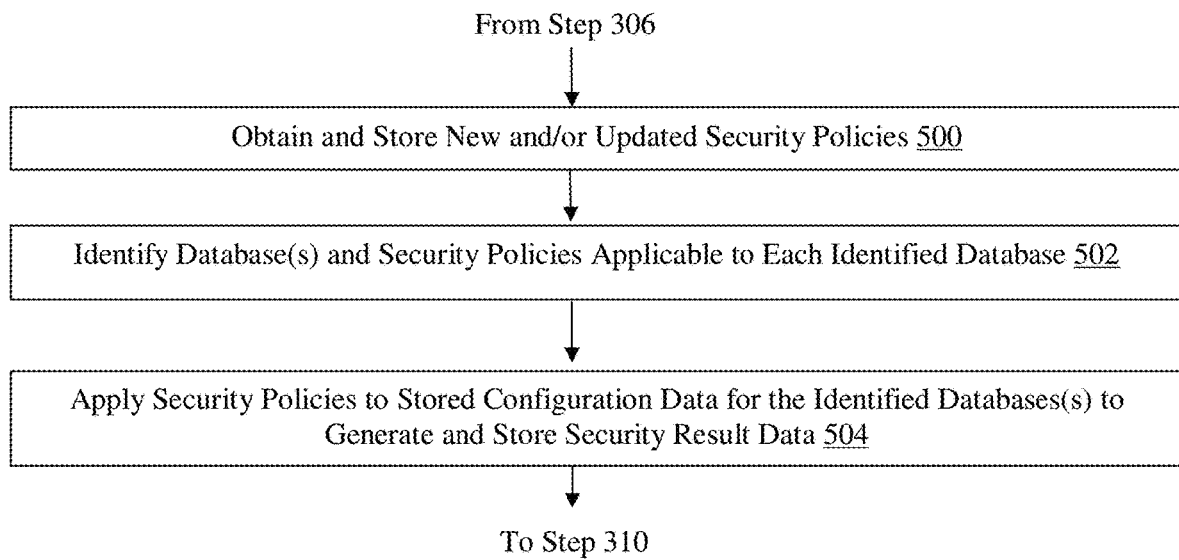 From Step 306
Obtain and Store New and/or Updated Security Policies 500
Identify Database(s) and Security Policies Applicable to Each Identified Database 502
Apply Security Policies to Stored Configuration Data for the Identified Databases(s) to
Generate and Store Security Result Data 504
To Step 310